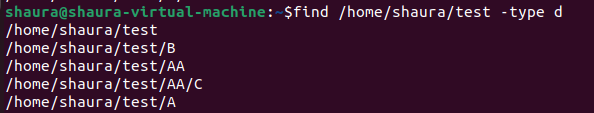 shaura@shaura-virtual-machine:~$find /home/shaura/test -type d
/home/shaura/test
/home/shaura/test/B
/home/shaura/test/AA
/home/shaura/test/AA/C
/home/shaura/test/A